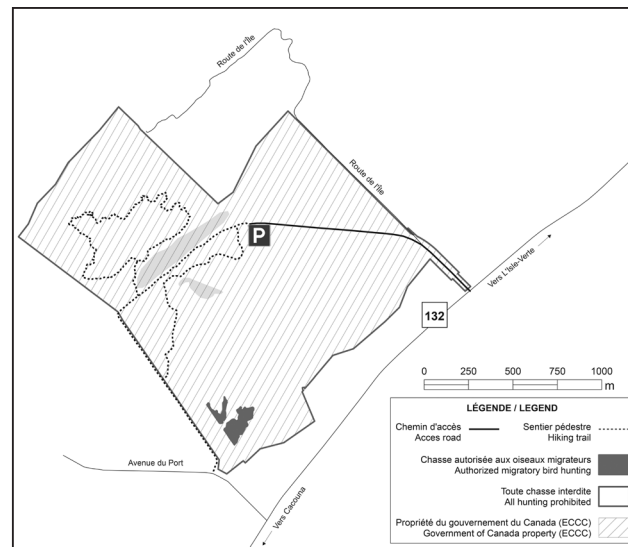 Route de l'Île
Route de l'Île
P
Vers L'Isle-Verte
132
0 250 500 750 1000
m
LÉGENDE / LEGEND
Chemin d'accès
Acces road
Sentier pédestre
Hiking trail
Chasse autorisée aux oiseaux migrateurs
Authorized migratory bird hunting
Toute chasse interdite
All hunting prohibited
Propriété du gouvernement du Canada (ECCC)
Government of Canada property (ECCC)
Avenue du Port
Vers Cacouna